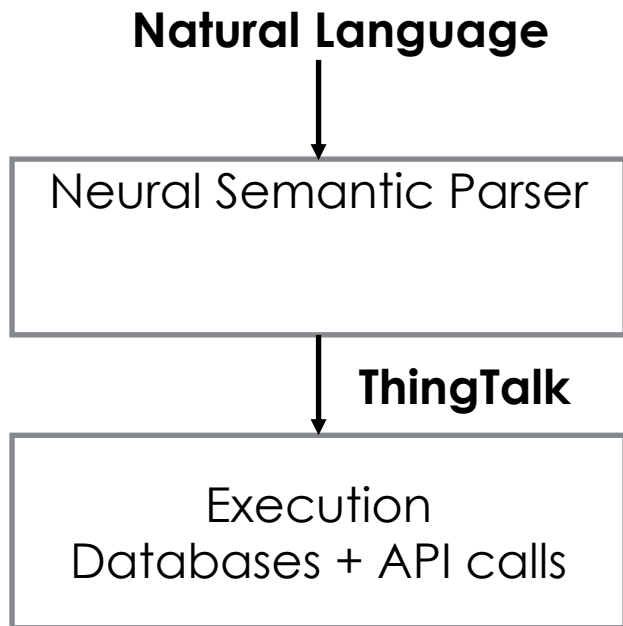 Natural Language
Neural Semantic Parser
ThingTalk
Execution
Databases + API calls